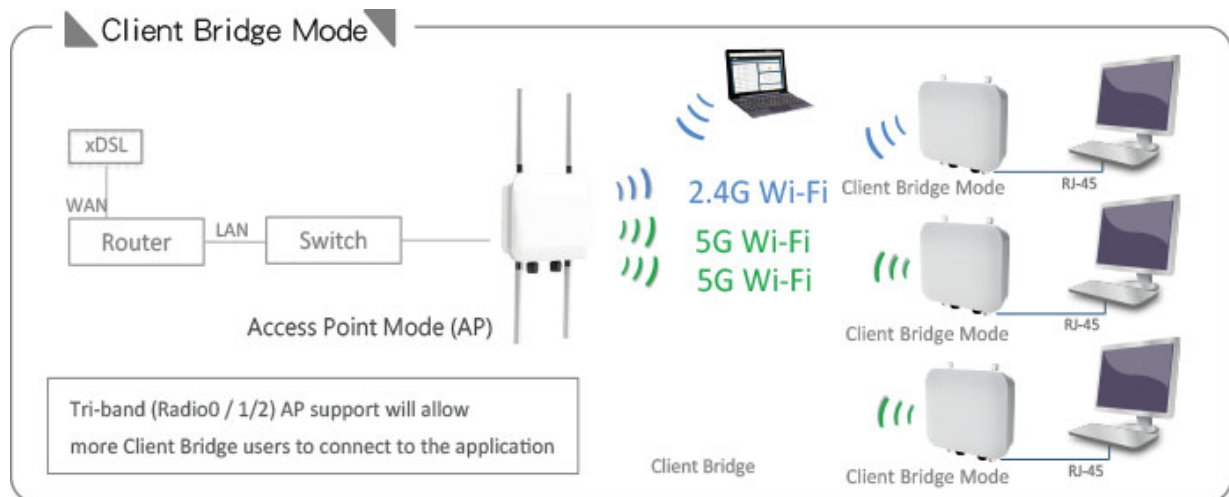 Client Bridge Mode
xDSL
WAN
Router
LAN
Switch
Access Point Mode (AP)
2.4G Wi-Fi
5G Wi-Fi
5G Wi-Fi
Client Bridge Mode
RJ-45
Client Bridge Mode
RJ-45
Client Bridge Mode
RJ-45
Tri-band (Radio0 / 1/2) AP support will allow
more Client Bridge users to connect to the application
Client Bridge